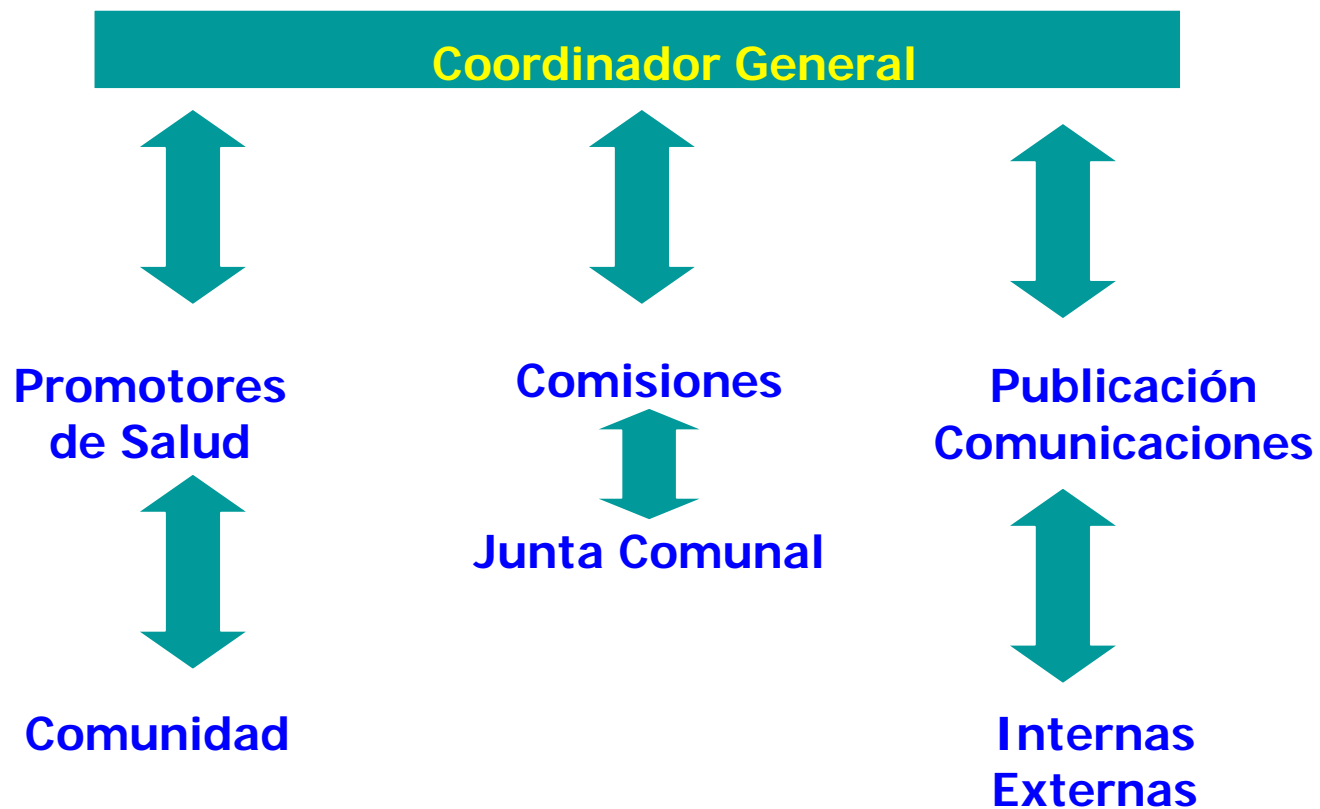 Coordinador General
Promotores
de Salud
Comisiones
Publicación
Comunicaciones
Junta Comunal
Comunidad
Internas
Externas